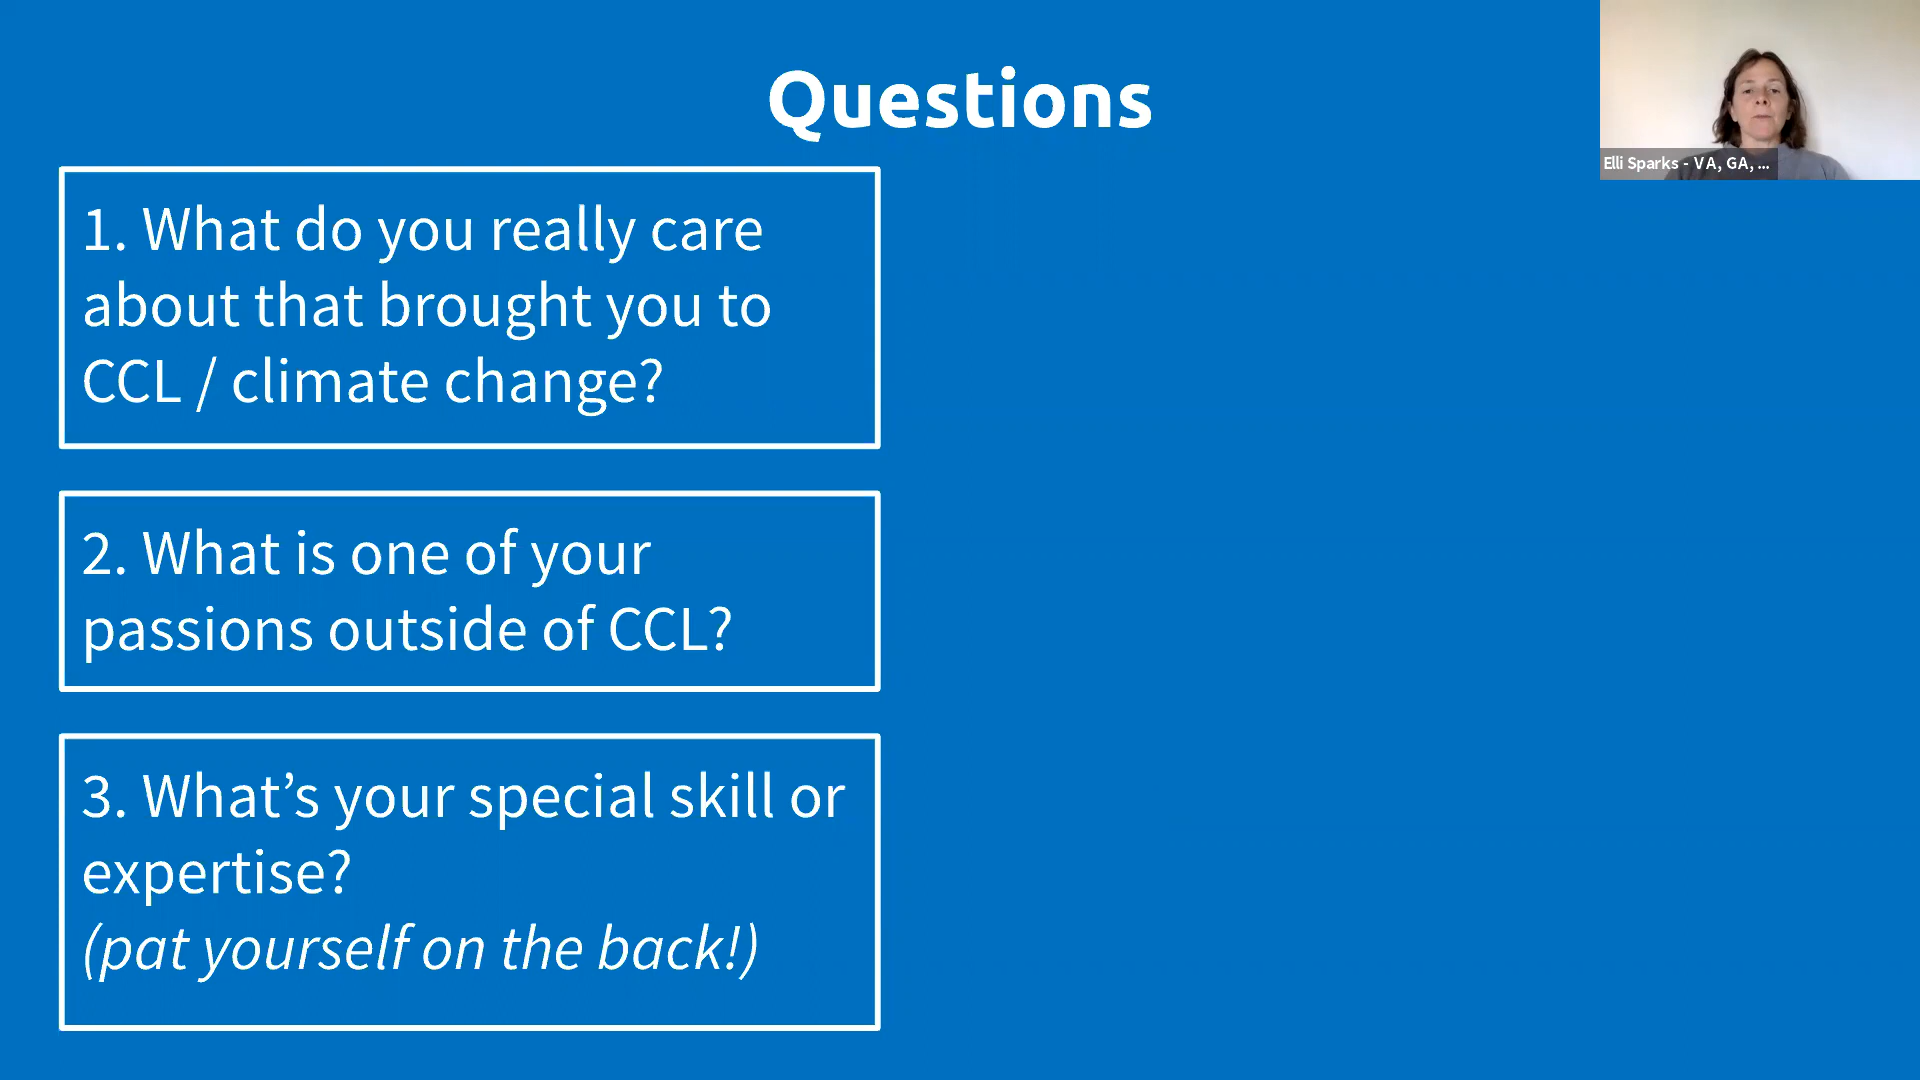 Questions
Elli Sparks - VA, GA, ...
1. What do you really care
about that brought you to
CCL / climate change?
2. What is one of your
passions outside of CCL?
3. What’s your special skill or
expertise?
(pat yourself on the back!)